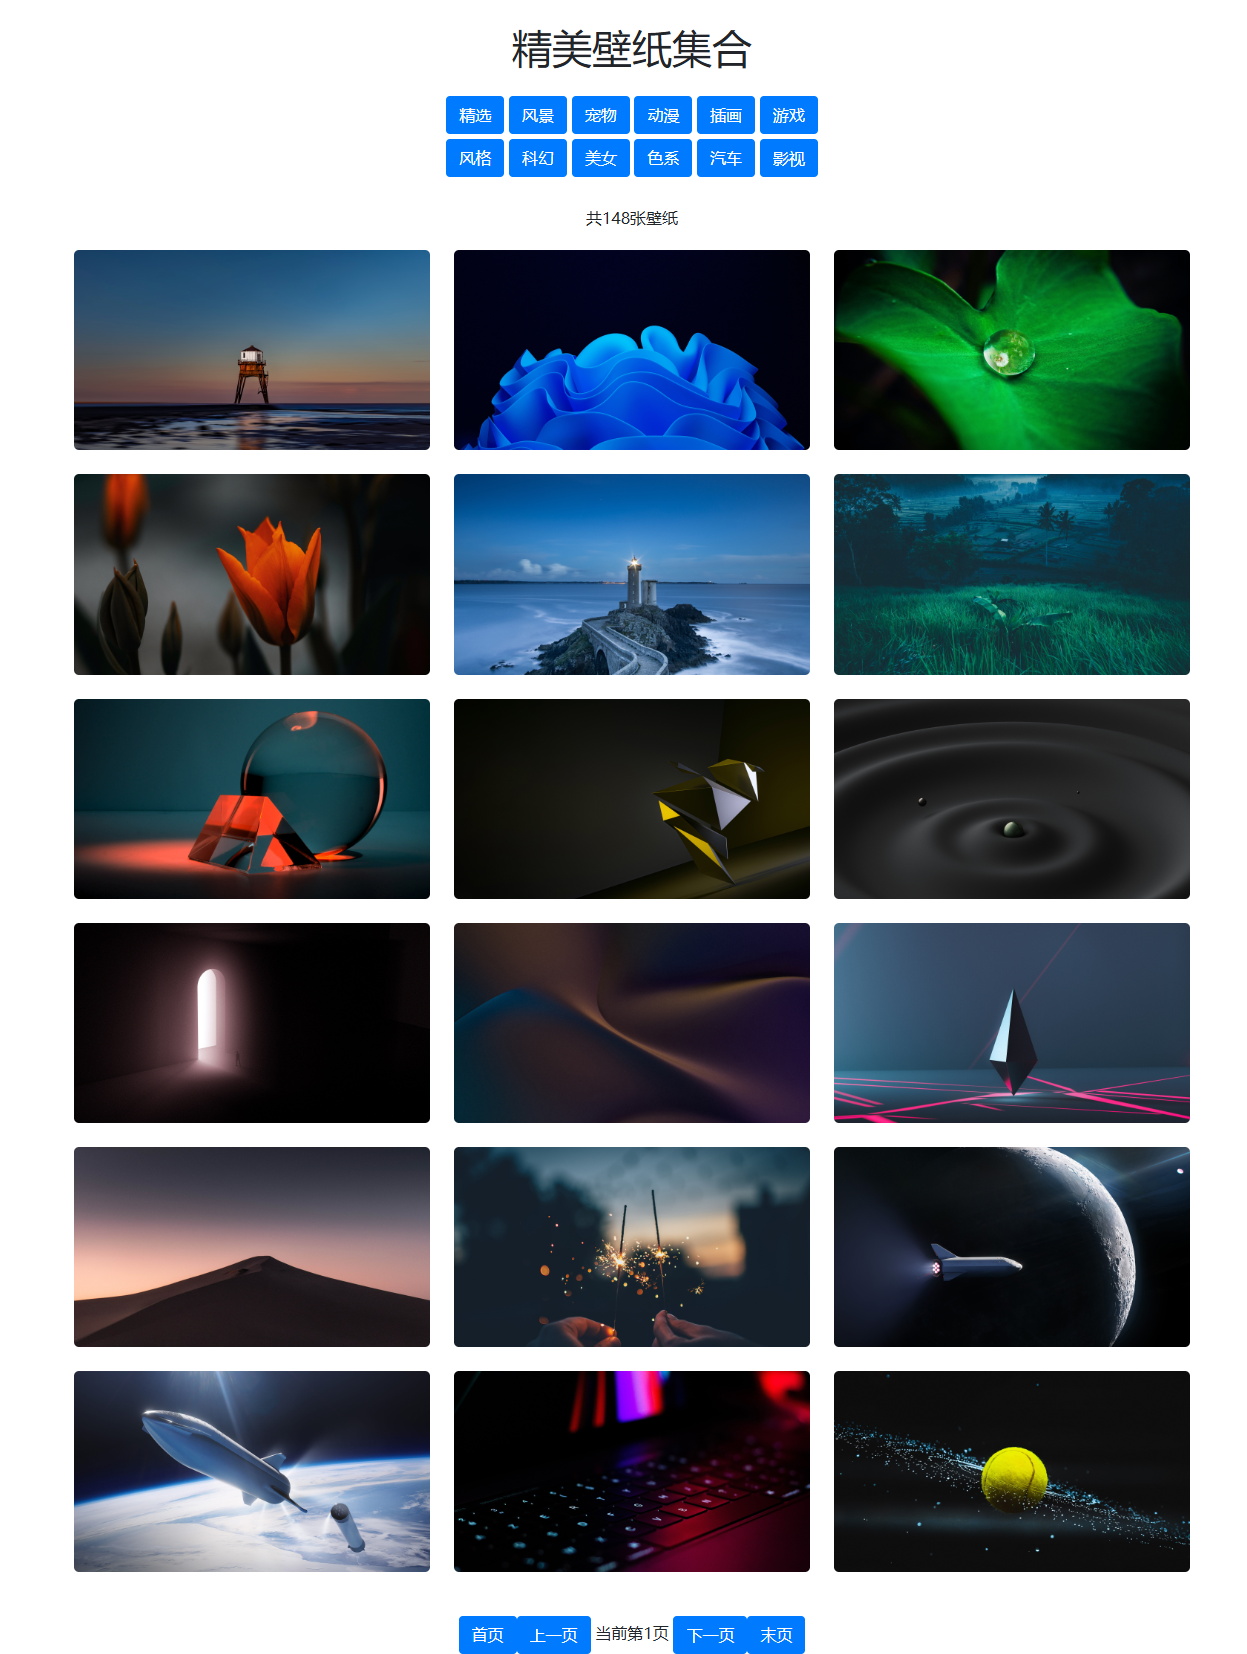 精美壁纸集合
精选 风景 宠物 动漫 插画 游戏
风格 科幻 美女 色系 汽车 影视
共148张壁纸
首页 上一页 当前第1页 下一页 末页